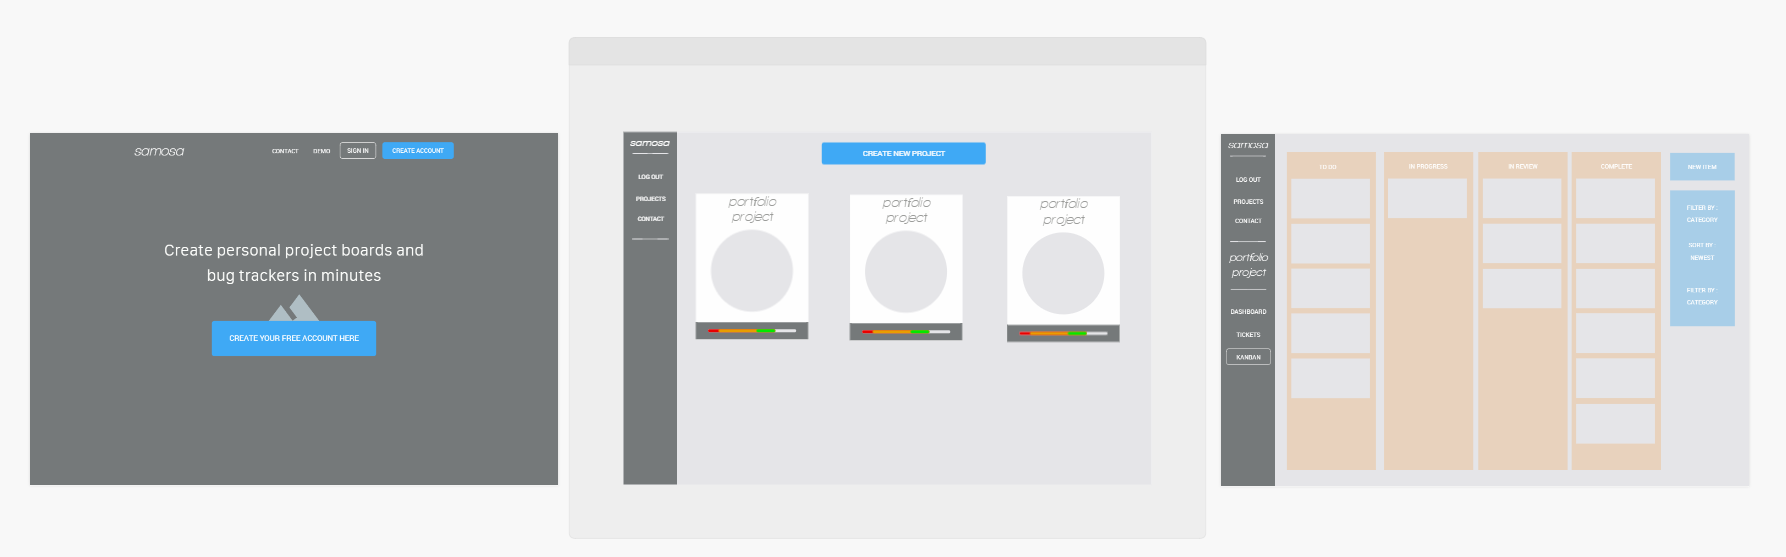 samosa
CONTACT
DEMO
SIGN IN
CREATE ACCOUNT
Create personal project boards and
bug trackers in minutes
CREATE YOUR FREE ACCOUNT HERE
samosa
LOG OUT
PROJECTS
CONTACT
CREATE NEW PROJECT
portfolio
project
portfolio
project
portfolio
project
samosa
LOG OUT
PROJECTS
CONTACT
portfolio
project
DASHBOARD
TICKETS
KANBAN
TO DO
IN PROGRESS
IN REVIEW
COMPLETE
NEW ITEM
FILTER BY :
CATEGORY
SORT BY :
NEWEST
FILTER BY :
CATEGORY